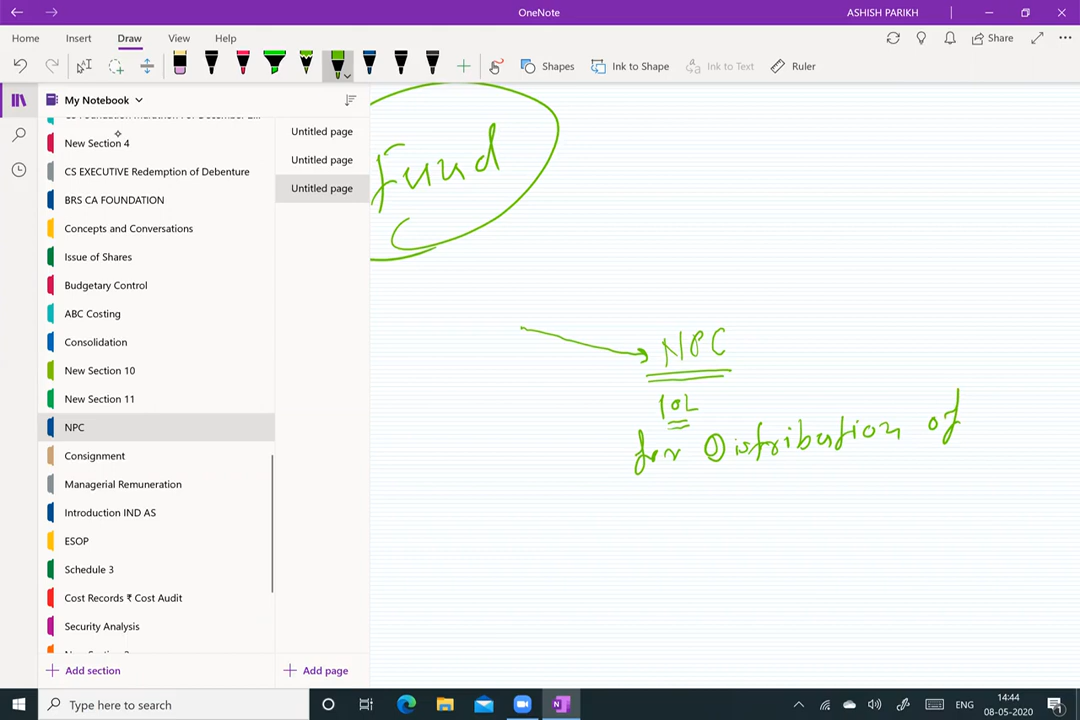 OneNote
ASHISH PARIKH
Home
Insert
Draw
View
Help
Share
Shapes
Ink to Shape
Ink to Text
Ruler
My Notebook
New Section 4
CS EXECUTIVE Redemption of Debenture
BRS CA FOUNDATION
Concepts and Conversations
Issue of Shares
Budgetary Control
ABC Costing
Consolidation
New Section 10
New Section 11
NPC
Consignment
Managerial Remuneration
Introduction IND AS
ESOP
Schedule 3
Cost Records ₹ Cost Audit
Security Analysis
Add section
Untitled page
Untitled page
Untitled page
Add page
Fund
NPC
10L
for Distribution of
Type here to search
ENG
14:44
08-05-2020
1